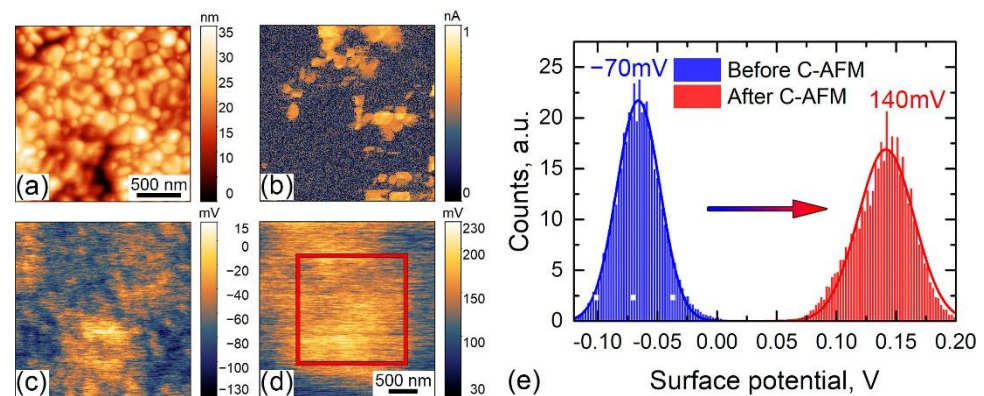 nm
35
30
25
20
15
10
5
0
(a)
500 nm
nA
1
0
(b)
mV
15
0
−20
−40
−60
−80
−100
−110
−130
(c)
mV
230
200
150
100
30
(d)
500 nm
25
20
15
10
5
0
Counts, a.u.
−70mV
Before C-AFM
After C-AFM
140mV
-0.10 -0.05 0.00 0.05 0.10 0.15 0.20
(e)
Surface potential, V